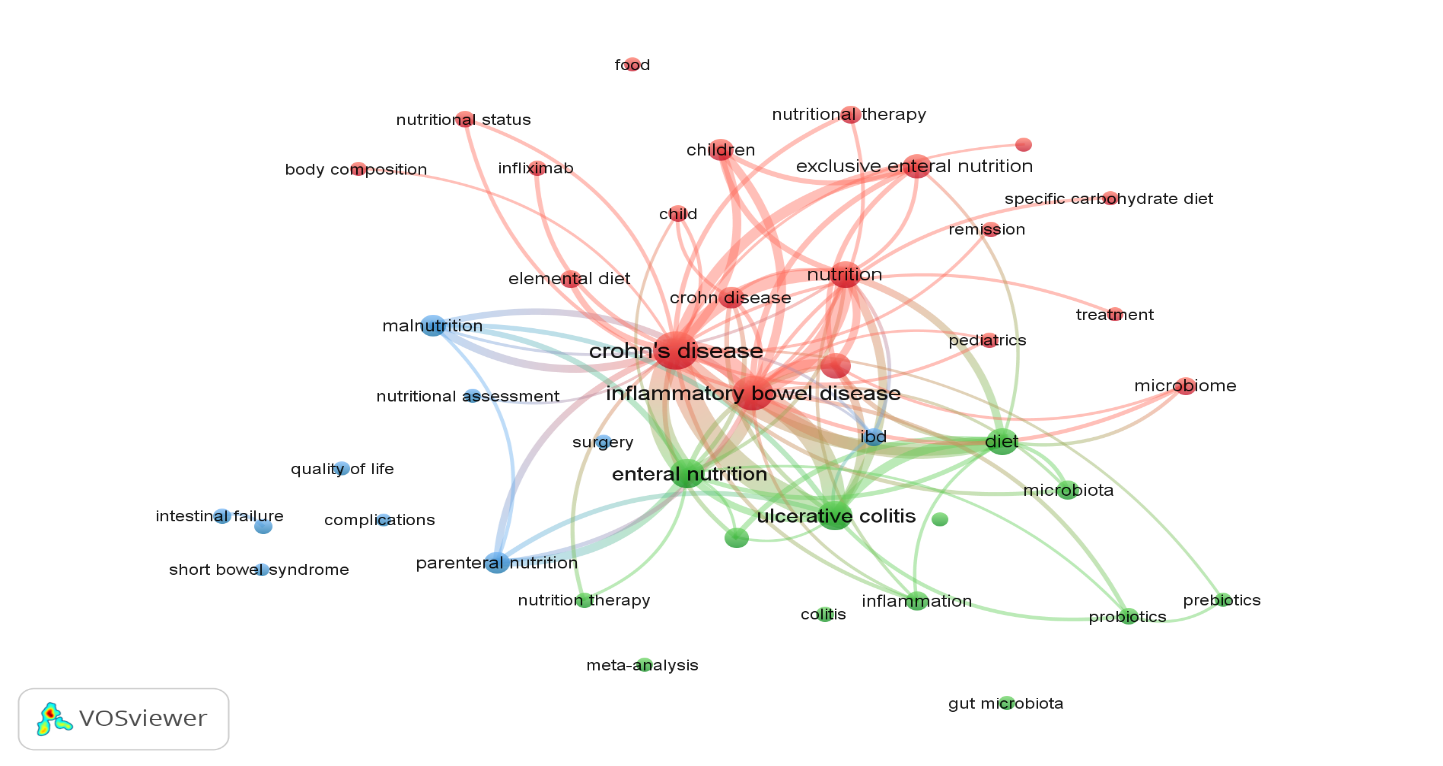 food
nutritional therapy
nutritional status
children
exclusive enteral nutrition
body composition
infliximab
specific carbohydrate diet
child
remission
nutrition
elemental diet
crohn disease
treatment
malnutrition
pediatrics
crohn's disease
microbiome
inflammatory bowel disease
nutritional assessment
ibd
diet
surgery
quality of life
enteral nutrition
microbiota
intestinal failure
ulcerative colitis
complications
parenteral nutrition
short bowel syndrome
nutrition therapy
inflammation
prebiotics
colitis
probiotics
meta-analysis
gut microbiota
VOSviewer